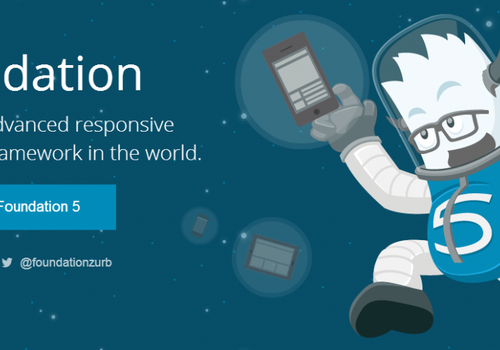 dation
dvanced responsive
amework in the world.
Foundation 5
@foundationzurb
5